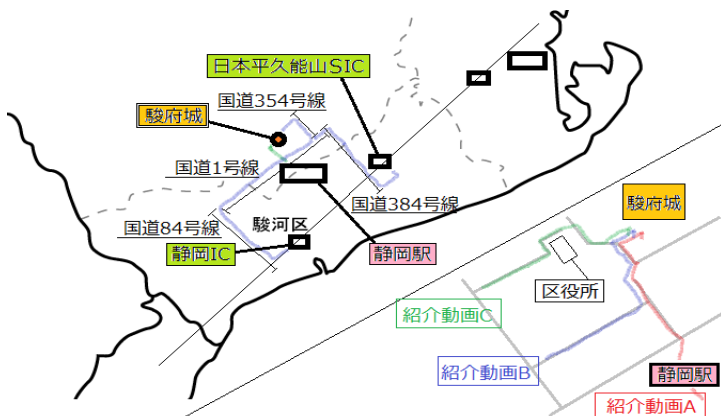 日本平久能山SIC
国道354号線
駿府城
国道1号線
国道384号線
国道84号線
駿河区
静岡IC
静岡駅
駿府城
区役所
紹介動画C
紹介動画B
静岡駅
紹介動画A